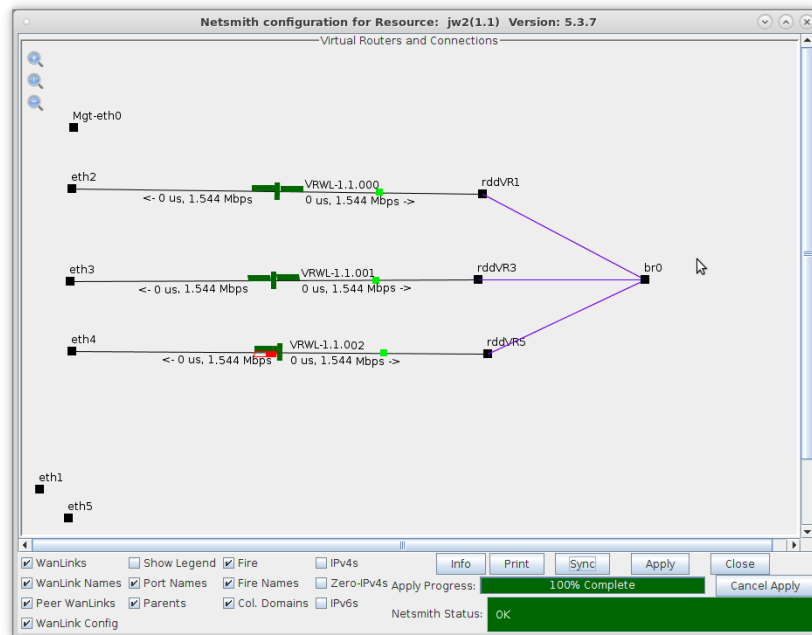 Netsmith configuration for Resource: jw2(1.1) Version: 5.3.7
Virtual Routers and Connections
Mgt-eth0
eth2
VRWL-1.1.000
rddVR1
<- 0 us, 1.544 Mbps
0 us, 1.544 Mbps ->
eth3
VRWL-1.1.001
rddVR3
br0
<- 0 us, 1.544 Mbps
0 us, 1.544 Mbps ->
eth4
VRWL-1.1.002
rddVR5
<- 0 us, 1.544 Mbps
0 us, 1.544 Mbps ->
eth1
eth5
WanLinks
Show Legend
Fire
IPv4s
Info
Print
Sync
Apply
Close
WanLink Names
Port Names
Fire Names
Zero-IPv4s
Apply Progress:
100% Complete
Cancel Apply
Peer WanLinks
Parents
Col. Domains
IPv6s
Netsmith Status:
OK
WanLink Config